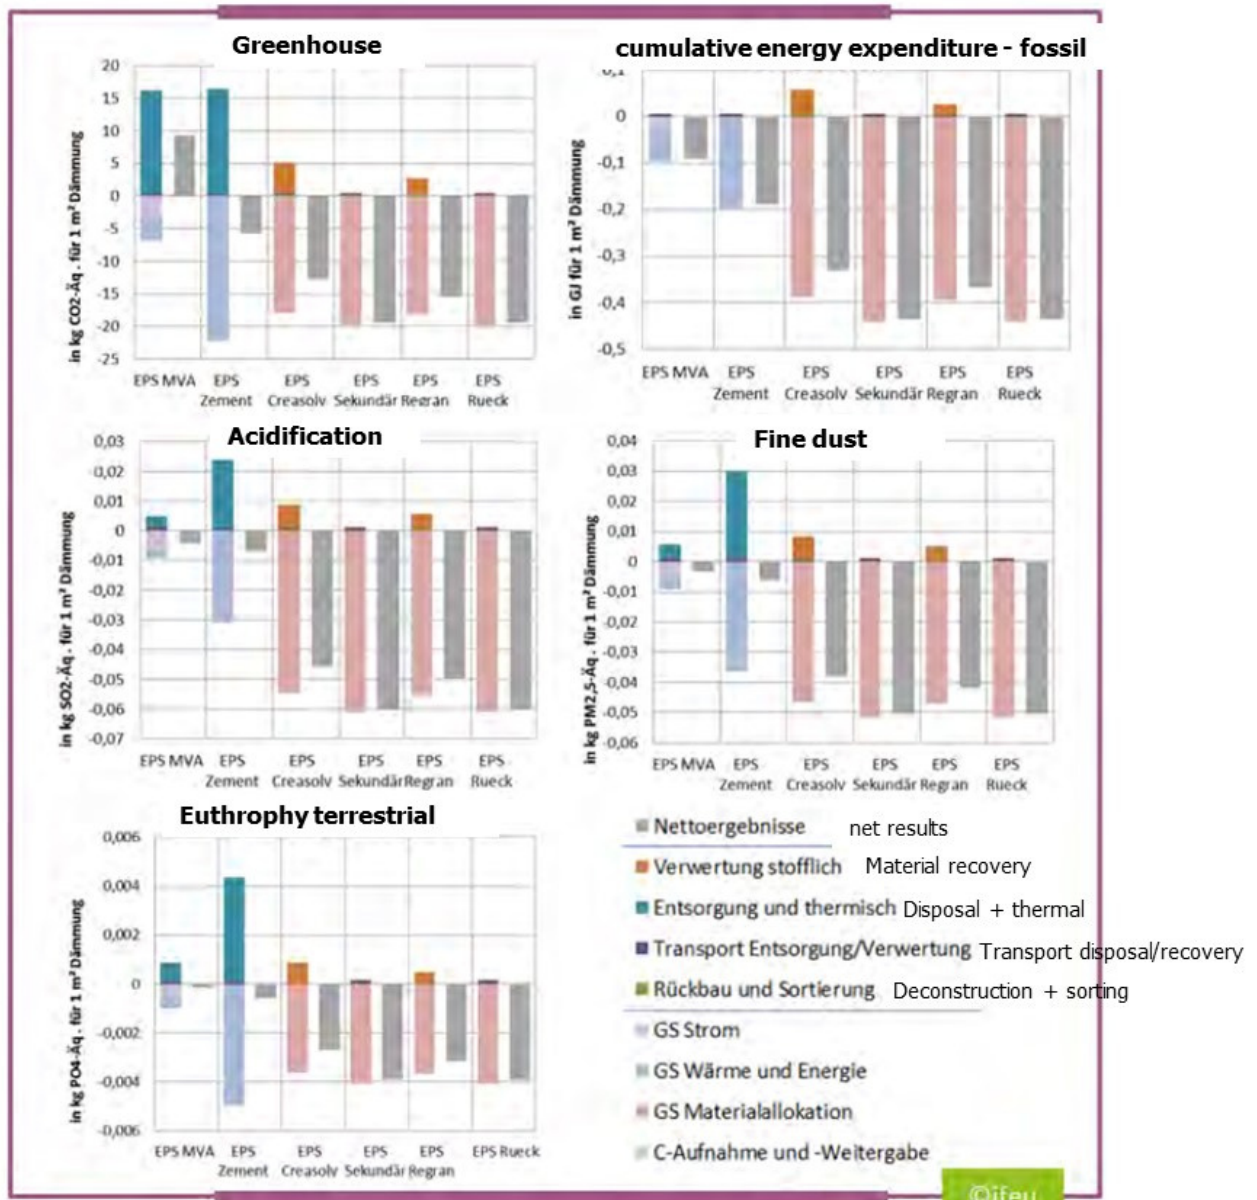 Greenhouse
in kg CO2-Äq . für 1 m² Dämmung
20
15
10
5
0
-5
-10
-15
-20
-25
EPS MVA EPS EPS EPS EPS EPS
Zement Creasolv Sekundär Regran Rueck
cumulative energy expenditure - fossil
in GJ für 1 m² Dämmung
0,1
0
-0,1
-0,2
-0,3
-0,4
-0,5
EPS MVA EPS EPS EPS EPS EPS
Zement Creasolv Sekundär Regran Rueck
Acidification
in kg SO2-Äq . für 1 m² Dämmung
0,03
0,02
0,01
0
-0,01
-0,02
-0,03
-0,04
-0,05
-0,06
-0,07
EPS MVA EPS EPS EPS EPS EPS
Zement Creasolv Sekundär Regran Rueck
Fine dust
in kg PM2,5-Äq . für 1 m² Dämmung
0,04
0,03
0,02
0,01
0
-0,01
-0,02
-0,03
-0,04
-0,05
-0,06
EPS MVA EPS EPS EPS EPS EPS
Zement Creasolv Sekundär Regran Rueck
Euthrophy terrestrial
in kg PO4-Äq . für 1 m² Dämmung
0,006
0,004
0,002
0
-0,002
-0,004
-0,006
EPS MVA EPS EPS EPS EPS EPS Rueck
Zement Creasolv Sekundär Regran
Nettoergebnisse net results
Verwertung stofflich Material recovery
Entsorgung und thermisch Disposal + thermal
Transport Entsorgung/Verwertung Transport disposal/recovery
Rückbau und Sortierung Deconstruction + sorting
GS Strom
GS Wärme und Energie
GS Materialallokation
C-Aufnahme und -Weitergabe
©ifeu